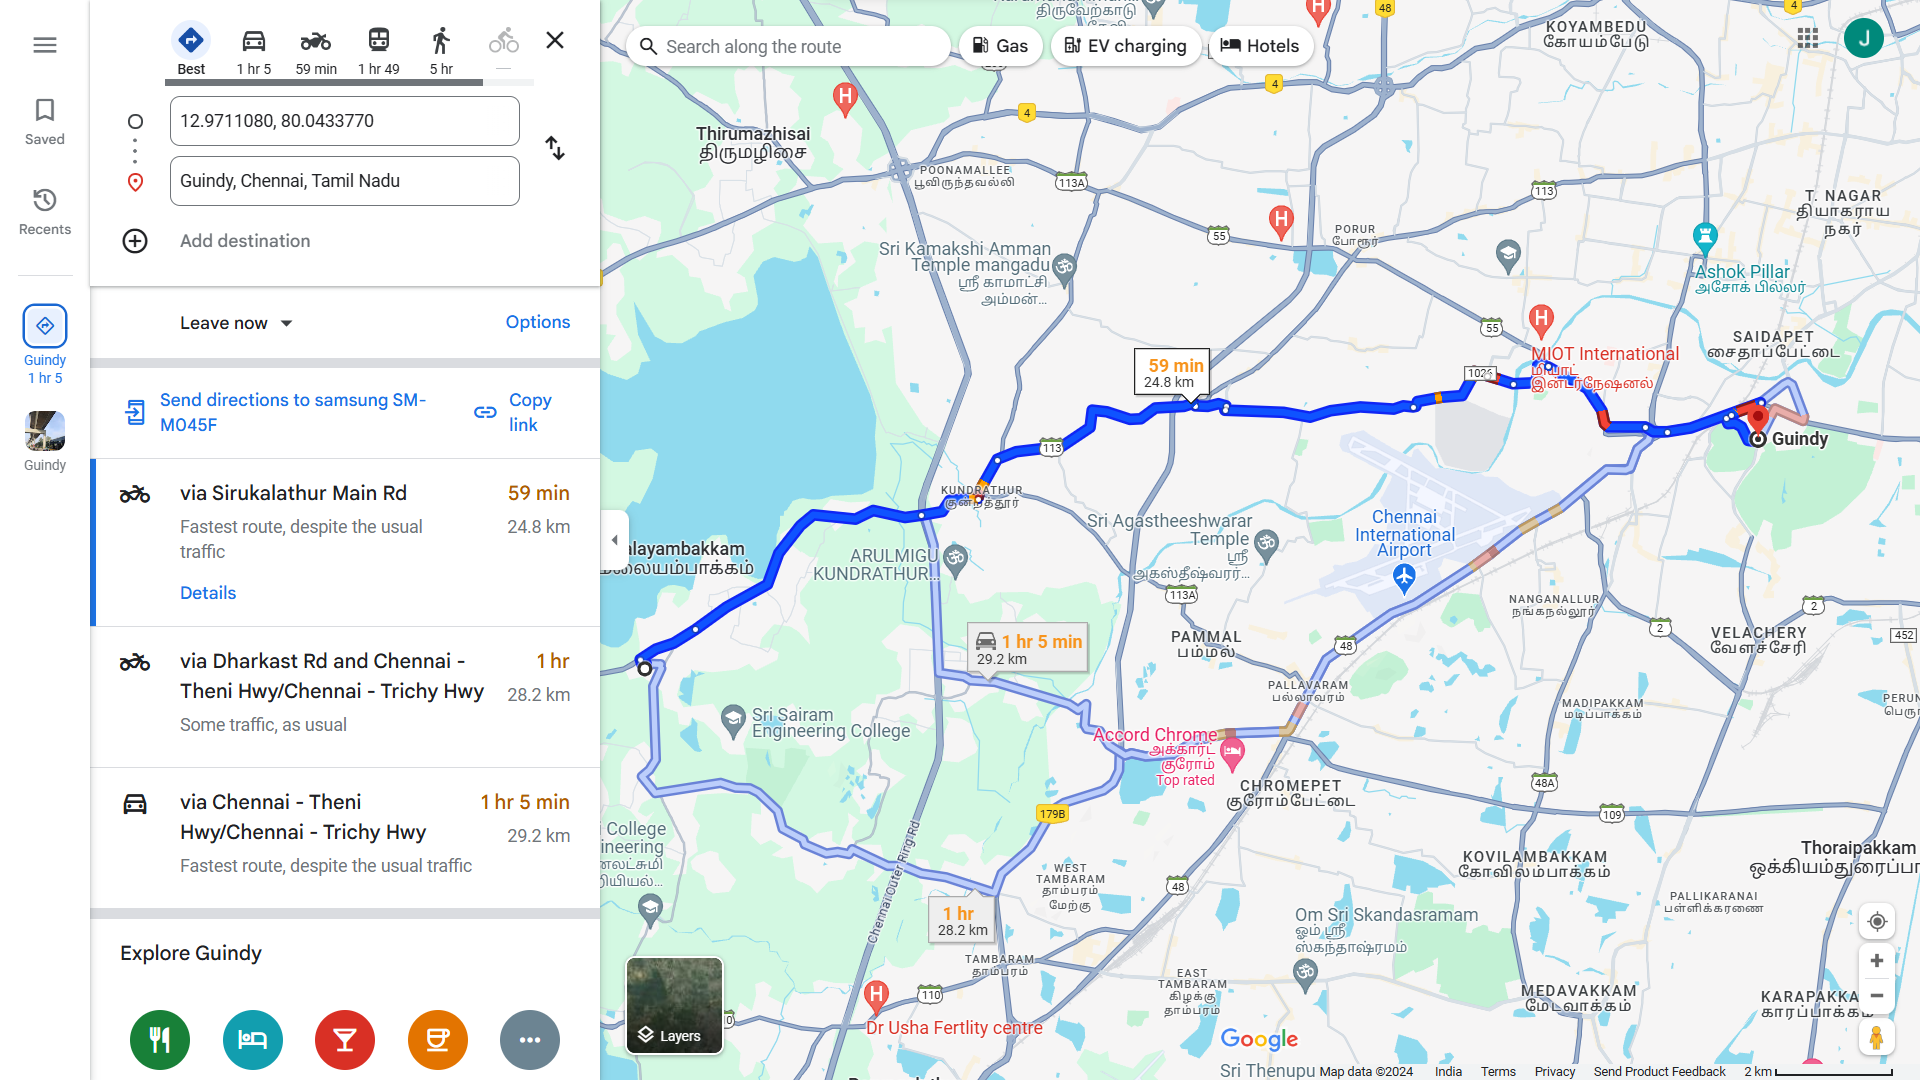 Saved
Recents
Guindy
1 hr 5
Guindy
Best
1 hr 5
59 min
1 hr 49
5 hr
12.9711080, 80.0433770
Guindy, Chennai, Tamil Nadu
Add destination
Leave now
Options
Send directions to samsung SM-
M045F
Copy
link
via Sirukalathur Main Rd
59 min
Fastest route, despite the usual
traffic
24.8 km
Details
via Dharkast Rd and Chennai -
Theni Hwy/Chennai - Trichy Hwy
1 hr
28.2 km
Some traffic, as usual
via Chennai - Theni
Hwy/Chennai - Trichy Hwy
1 hr 5 min
29.2 km
Fastest route, despite the usual traffic
Explore Guindy
Search along the route
Gas
EV charging
Hotels
J
திருவேற்காடு
48
4
KOYAMBEDU
கோயம்பேடு
4
4
Thirumazhisai
திருமழிசை
POONAMALLEE
பூவிருந்தவல்லி
113A
113
T. NAGAR
தியாகராய
நகர்
55
PORUR
போரூர்
Sri Kamakshi Amman
Temple mangadu
ஸ்ரீ காமாட்சி
அம்மன்...
Ashok Pillar
அசோக் பில்லர்
55
SAIDAPET
சைதாப்பேட்டை
MIOT International
மியாட்
இன்டர்நேஷனல்
59 min
24.8 km
Guindy
113
KUNDRATHUR
குன்றத்தூர்
Sri Agastheeshwarar
Temple
ஸ்ரீ
அகஸ்தீஷ்வரர்...
Chennai
International
Airport
alayambakkam
ARULMIGU
KUNDRATHUR...
113A
NANGANALLUR
நங்கநல்லூர்
2
2
452
VELACHERY
வேளச்சேரி
PAMMAL
பம்மல்
48
1 hr 5 min
29.2 km
PALLAVARAM
பல்லாவரம்
MADIPAKKAM
மடிப்பாக்கம்
Sri Sairam
Engineering College
Accord Chrome
அக்கார்ட்
குரோம்
Top rated
CHROMEPET
குரோம்பேட்டை
48A
109
179B
College
ineering
Chennai Outer Ring Rd
WEST
TAMBARAM
தாம்பரம்
மேற்கு
48
KOVILAMBAKKAM
கோவிலம்பாக்கம்
Thoraipakkam
PALLIKARANAI
பள்ளிக்கரணை
1 hr
28.2 km
Om Sri Skandasramam
ஓம் ஸ்ரீ
ஸ்கந்தாஷ்ரமம்
TAMBARAM
தாம்பரம்
EAST
TAMBARAM
கிழக்கு
தாம்பரம்
110
MEDAVAKKAM
மேடவாக்கம்
KARAPAKKA
Dr Usha Fertlity centre
Layers
Google
Sri Thenupu
Map data ©2024
India
Terms
Privacy
Send Product Feedback
2 km